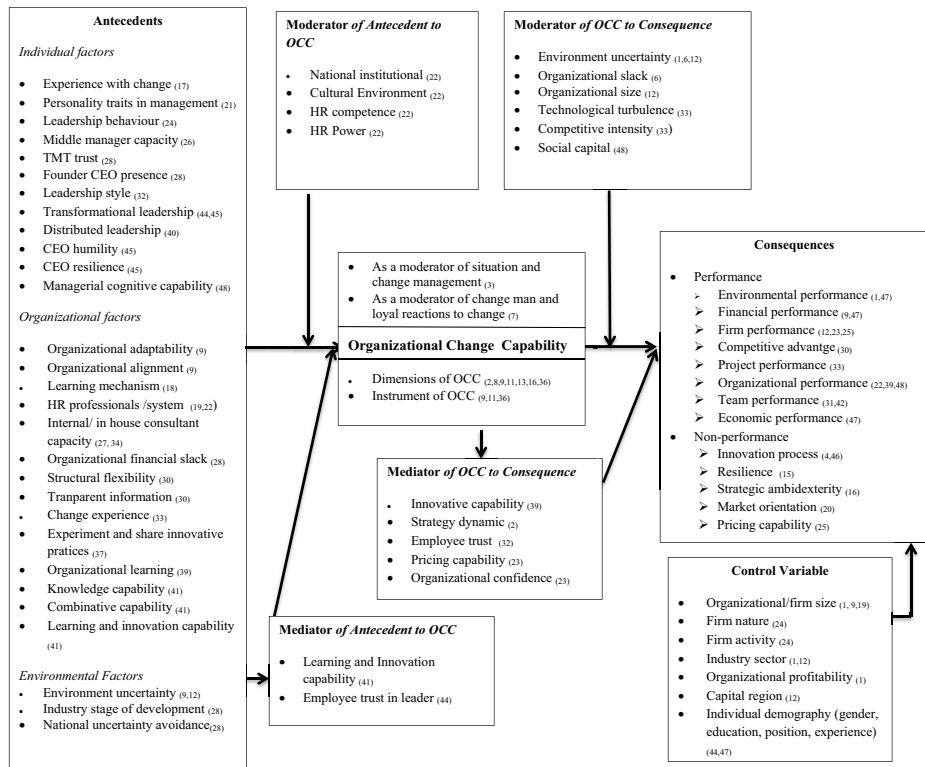 Antecedents
Individual factors
• Experience with change (17)
• Personality traits in management (21)
• Leadership behaviour (24)
• Middle manager capacity (26)
• TMT trust (28)
• Founder CEO presence (28)
• Leadership style (32)
• Transformational leadership (44,45)
• Distributed leadership (40)
• CEO humility (45)
• CEO resilience (45)
• Managerial cognitive capability (48)
Organizational factors
• Organizational adaptability (9)
• Organizational alignment (9)
• Learning mechanism (18)
• HR professionals /system (19,22)
• Internal/ in house consultant
capacity (27, 34)
• Organizational financial slack (28)
• Structural flexibility (30)
• Tranparent information (30)
• Change experience (33)
• Experiment and share innovative
pratices (37)
• Organizational learning (39)
• Knowledge capability (41)
• Combinative capability (41)
• Learning and innovation capability
(41)
Environmental Factors
• Environment uncertainty (9,12)
• Industry stage of development (28)
• National uncertainty avoidance(28)
Moderator of Antecedent to
OCC
• National institutional (22)
• Cultural Environment (22)
• HR competence (22)
• HR Power (22)
Moderator of OCC to Consequence
• Environment uncertainty (1,6,12)
• Organizational slack (6)
• Organizational size (12)
• Technological turbulence (33)
• Competitive intensity (33)
• Social capital (48)
• As a moderator of situation and
change management (3)
• As a moderator of change man and
loyal reactions to change (7)
Organizational Change Capability
• Dimensions of OCC (2,8,9,11,13,16,36)
• Instrument of OCC (9,11,36)
Mediator of OCC to Consequence
• Innovative capability (39)
• Strategy dynamic (2)
• Employee trust (32)
• Pricing capability (23)
• Organizational confidence (23)
Mediator of Antecedent to OCC
• Learning and Innovation
capability (41)
• Employee trust in leader (44)
Consequences
• Performance
➢ Environmental performance (1,47)
➢ Financial performance (9,47)
➢ Firm performance (12,23,25)
➢ Competitive advantge (30)
➢ Project performance (33)
➢ Organizational performance (22,39,48)
➢ Team performance (31,42)
➢ Economic performance (47)
• Non-performance
➢ Innovation process (4,46)
➢ Resilience (15)
➢ Strategic ambidexterity (16)
➢ Market orientation (20)
➢ Pricing capability (25)
Control Variable
• Organizational/firm size (1, 9,19)
• Firm nature (24)
• Firm activity (24)
• Industry sector (1,12)
• Organizational profitability (1)
• Capital region (12)
• Individual demography (gender,
education, position, experience)
(44,47)